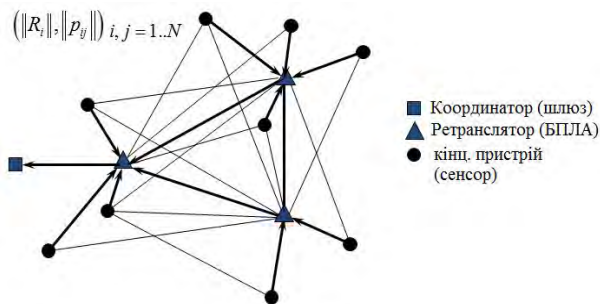 (‖R_i‖, ‖p_ij‖) i, j = 1..N
Координатор (шлюз)
Ретранслятор (БПЛА)
кінц. пристрій
(сенсор)